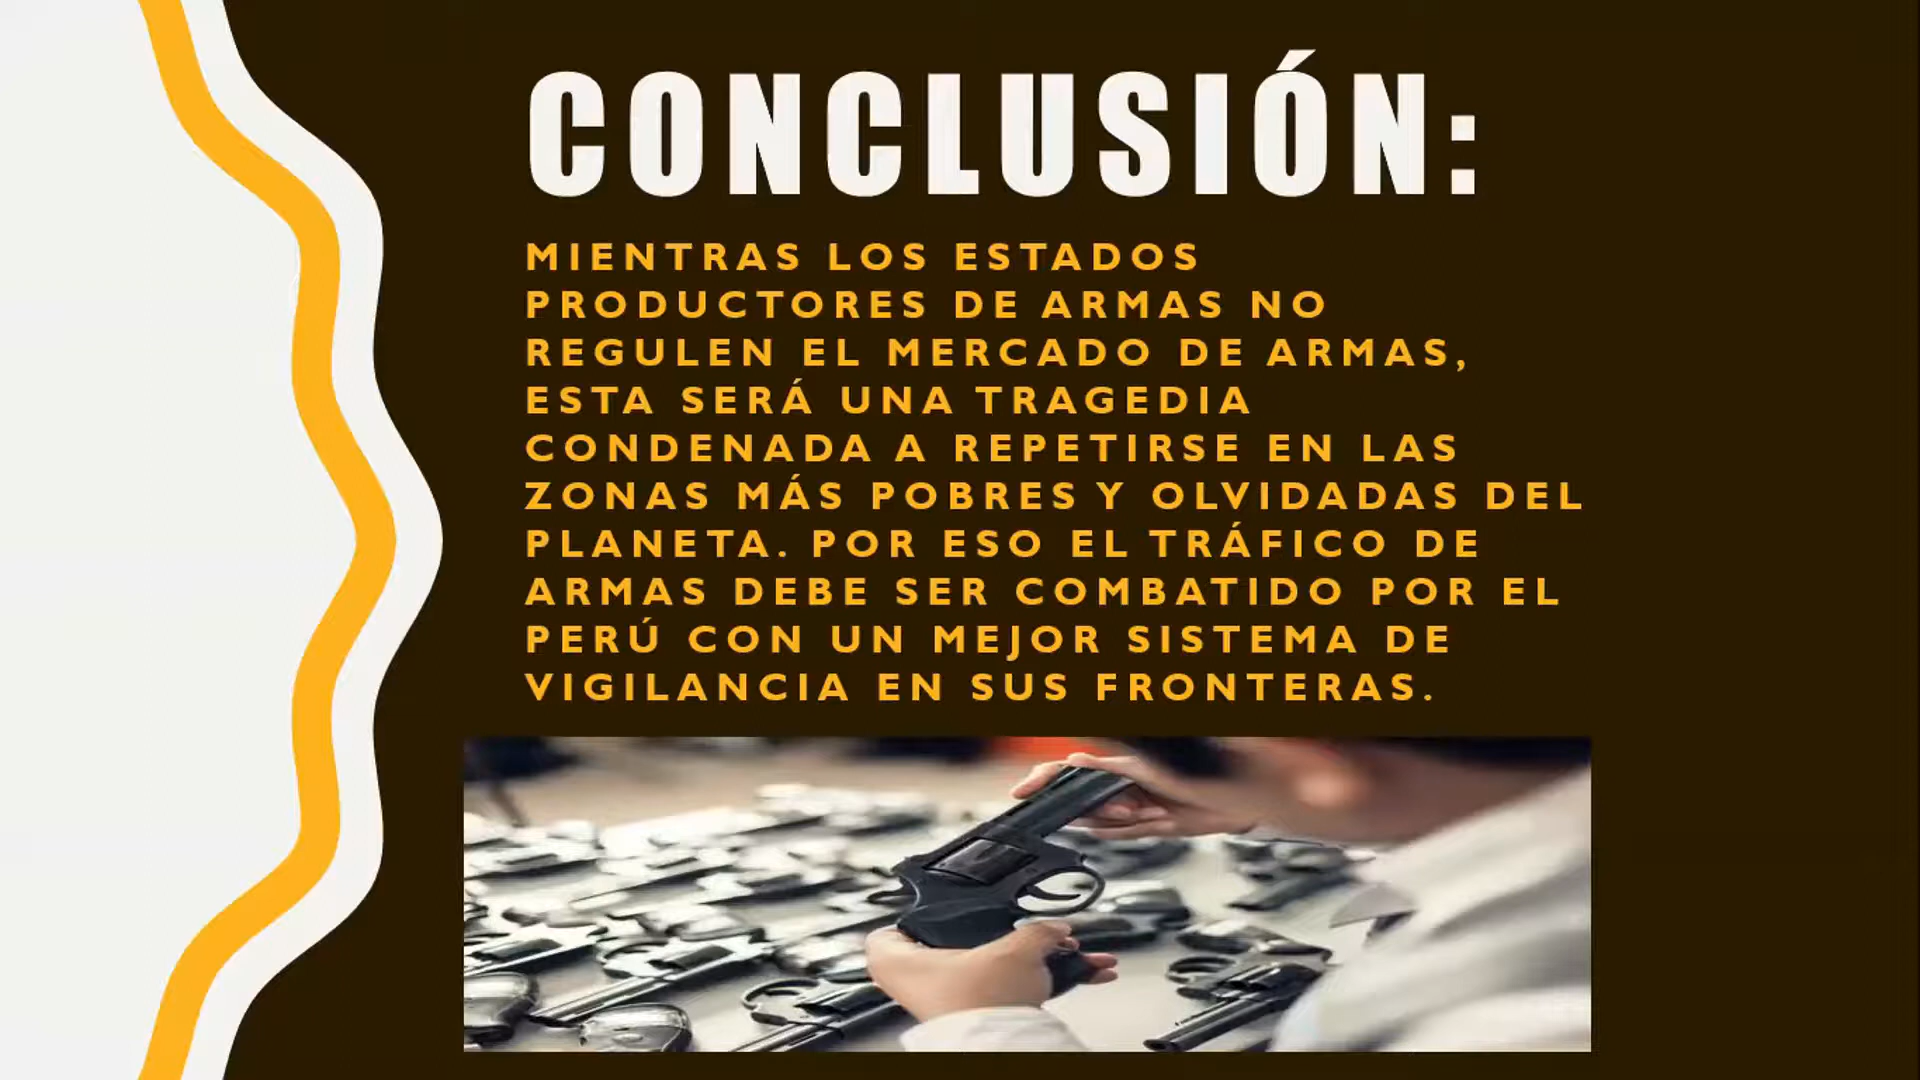 CONCLUSIÓN:
MIENTRAS LOS ESTADOS
PRODUCTORES DE ARMAS NO
REGULEN EL MERCADO DE ARMAS,
ESTA SERÁ UNA TRAGEDIA
CONDENADA A REPETIRSE EN LAS
ZONAS MÁS POBRES Y OLVIDADAS DEL
PLANETA. POR ESO EL TRÁFICO DE
ARMAS DEBE SER COMBATIDO POR EL
PERÚ CON UN MEJOR SISTEMA DE
VIGILANCIA EN SUS FRONTERAS.